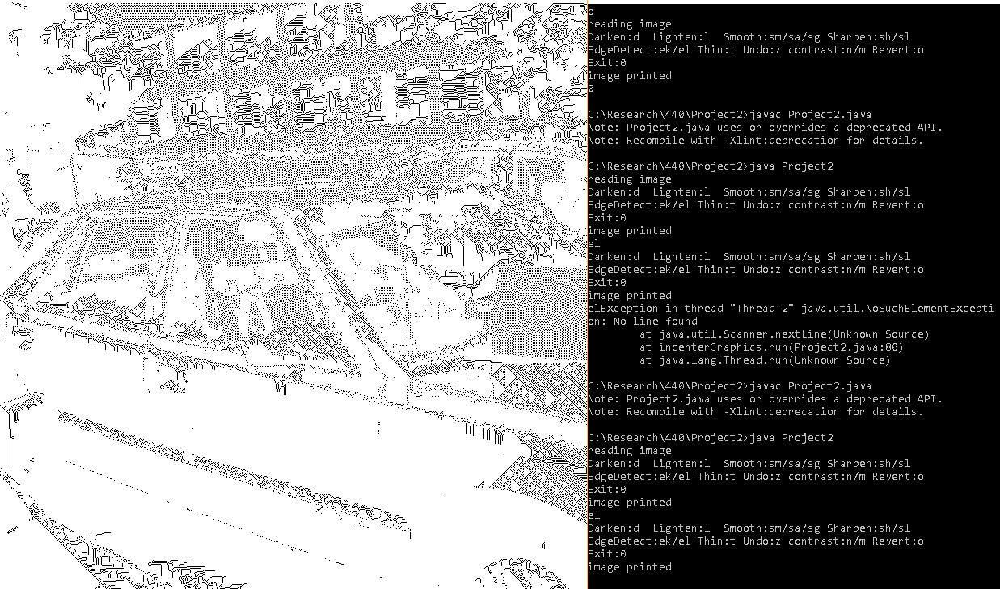 o
reading image
Darken:d  Lighten:l  Smooth:sm/sa/sg Sharpen:sh/sl
EdgeDetect:ek/el Thin:t Undo:z contrast:n/m Revert:o
Exit:0
image printed
0
C:\Research\440\Project2>javac Project2.java
Note: Project2.java uses or overrides a deprecated API.
Note: Recompile with -Xlint:deprecation for details.
C:\Research\440\Project2>java Project2
reading image
Darken:d  Lighten:l  Smooth:sm/sa/sg Sharpen:sh/sl
EdgeDetect:ek/el Thin:t Undo:z contrast:n/m Revert:o
Exit:0
image printed
el
Darken:d  Lighten:l  Smooth:sm/sa/sg Sharpen:sh/sl
EdgeDetect:ek/el Thin:t Undo:z contrast:n/m Revert:o
Exit:0
image printed
elException in thread "Thread-2" java.util.NoSuchElementExcepti
on: No line found
        at java.util.Scanner.nextLine(Unknown Source)
        at incenterGraphics.run(Project2.java:80)
        at java.lang.Thread.run(Unknown Source)
C:\Research\440\Project2>javac Project2.java
Note: Project2.java uses or overrides a deprecated API.
Note: Recompile with -Xlint:deprecation for details.
C:\Research\440\Project2>java Project2
reading image
Darken:d  Lighten:l  Smooth:sm/sa/sg Sharpen:sh/sl
EdgeDetect:ek/el Thin:t Undo:z contrast:n/m Revert:o
Exit:0
image printed
el
Darken:d  Lighten:l  Smooth:sm/sa/sg Sharpen:sh/sl
EdgeDetect:ek/el Thin:t Undo:z contrast:n/m Revert:o
Exit:0
image printed